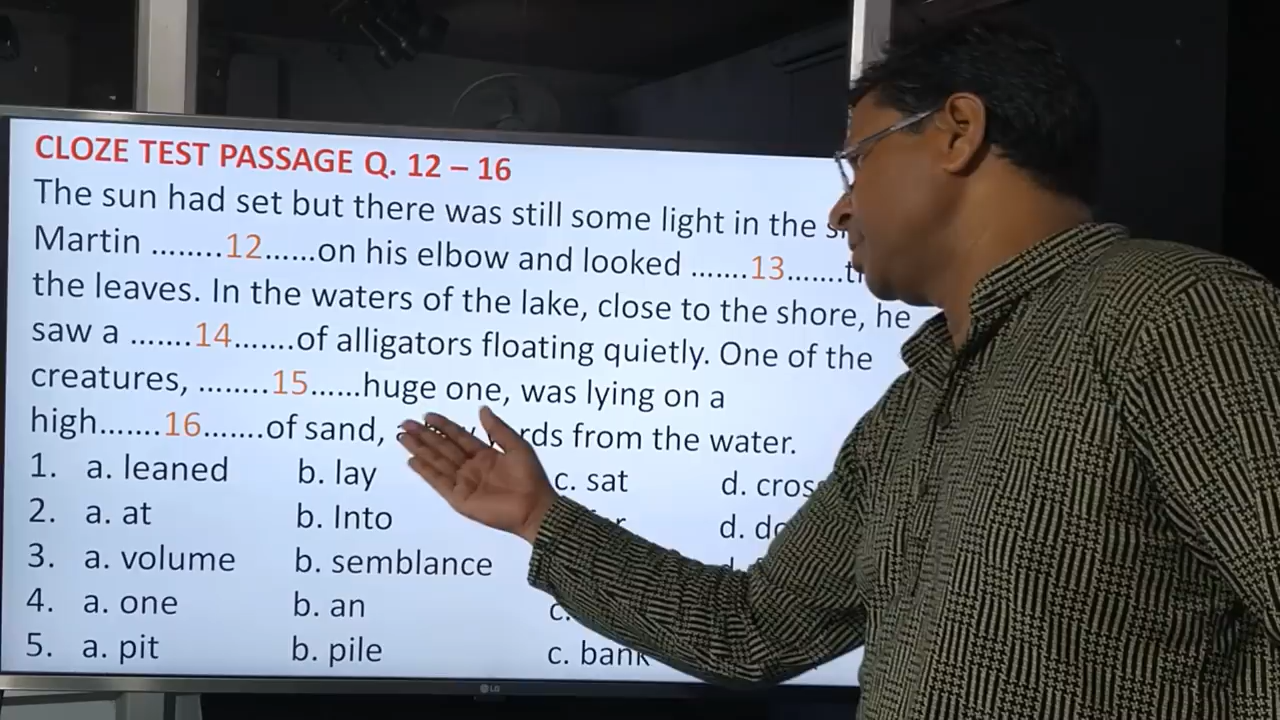 CLOZE TEST PASSAGE Q. 12 – 16
The sun had set but there was still some light in the
Martin ........12......on his elbow and looked .......13.......
the leaves. In the waters of the lake, close to the shore, he
saw a .......14.......of alligators floating quietly. One of the
creatures, ........15......huge one, was lying on a
high.......16.......of sand, from the water.
1. a. leaned b. lay c. sat d.
2. a. at b. Into d.
3. a. volume b. semblance
4. a. one b. an c.
5. a. pit b. pile c. bank
LG